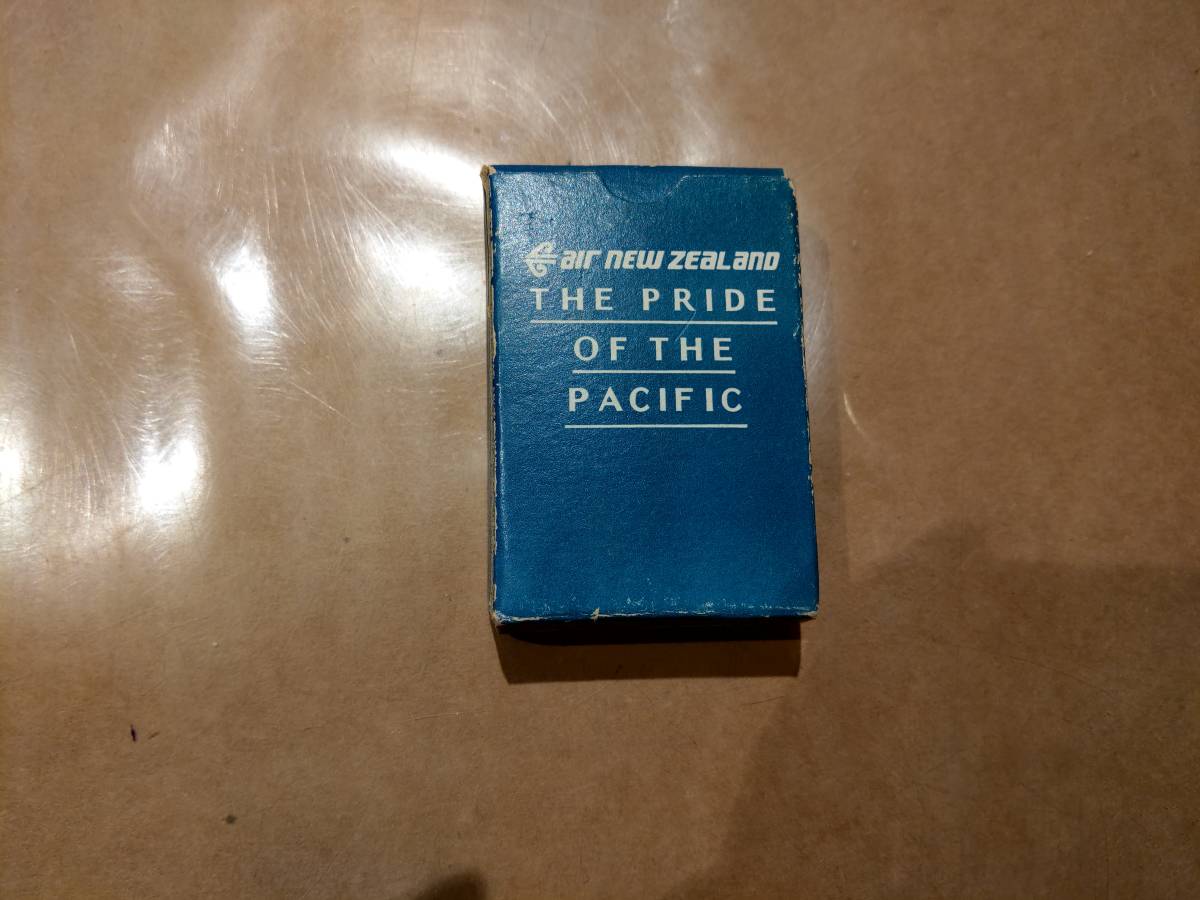 air new zealand
THE PRIDE
OF THE
PACIFIC